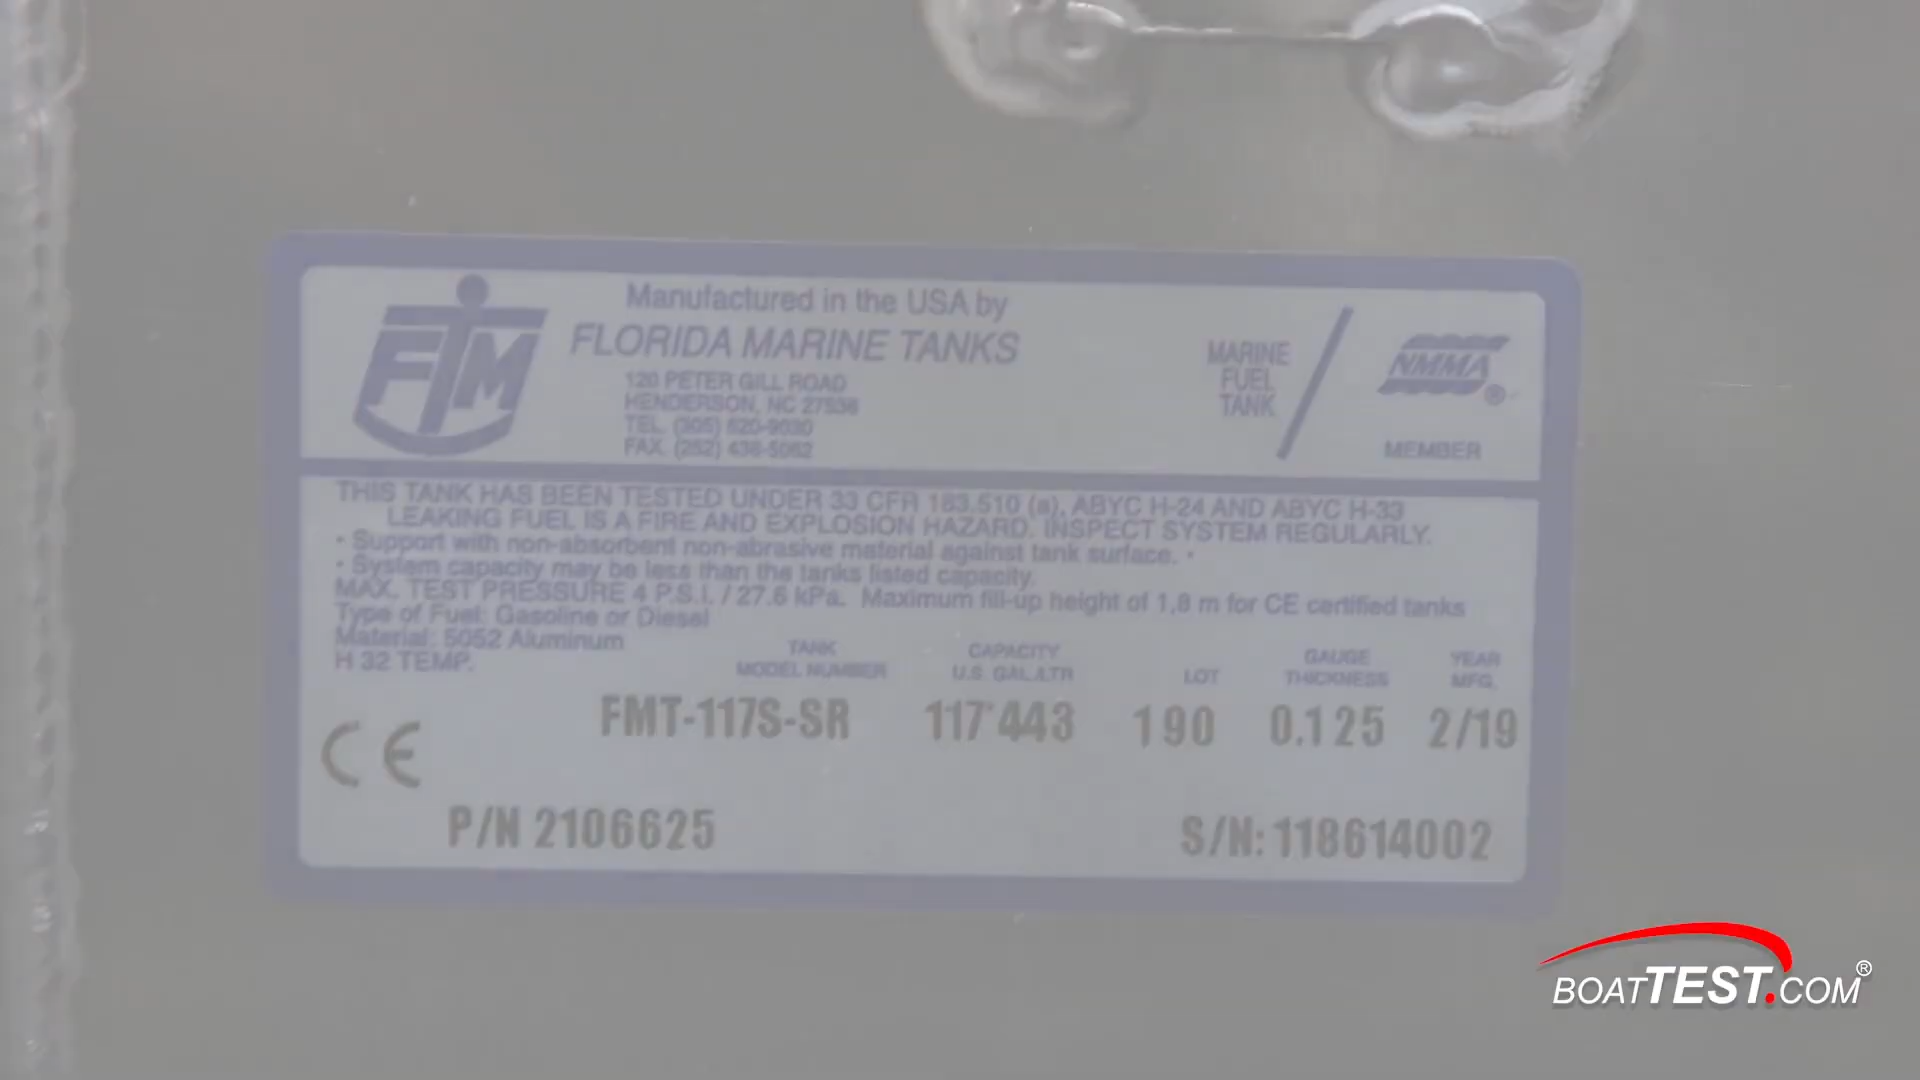 FTM
Manufactured in the USA by
FLORIDA MARINE TANKS
120 PETER GILL ROAD
HENDERSON, NC 27536
TEL. (305) 620-9030
FAX. (252) 438-5062
MARINE
FUEL
TANK
NMMA®
MEMBER
THIS TANK HAS BEEN TESTED UNDER 33 CFR 183.510 (a), ABYC H-24 AND ABYC H-33
LEAKING FUEL IS A FIRE AND EXPLOSION HAZARD. INSPECT SYSTEM REGULARLY.
• Support with non-absorbent non-abrasive material against tank surface. •
• System capacity may be less than the tanks listed capacity.
MAX. TEST PRESSURE 4 P.S.I. / 27.6 kPa. Maximum fill-up height of 1,8 m for CE certified tanks
Type of Fuel: Gasoline or Diesel
Material: 5052 Aluminum
H 32 TEMP.
TANK
MODEL NUMBER
CAPACITY
U.S. GAL./LTR
LOT
GAUGE
THICKNESS
YEAR
MFG.
FMT-117S-SR 117*443 190 0.125 2/19
CE
P/N 2106625 S/N: 118614002
BOATTEST.COM®